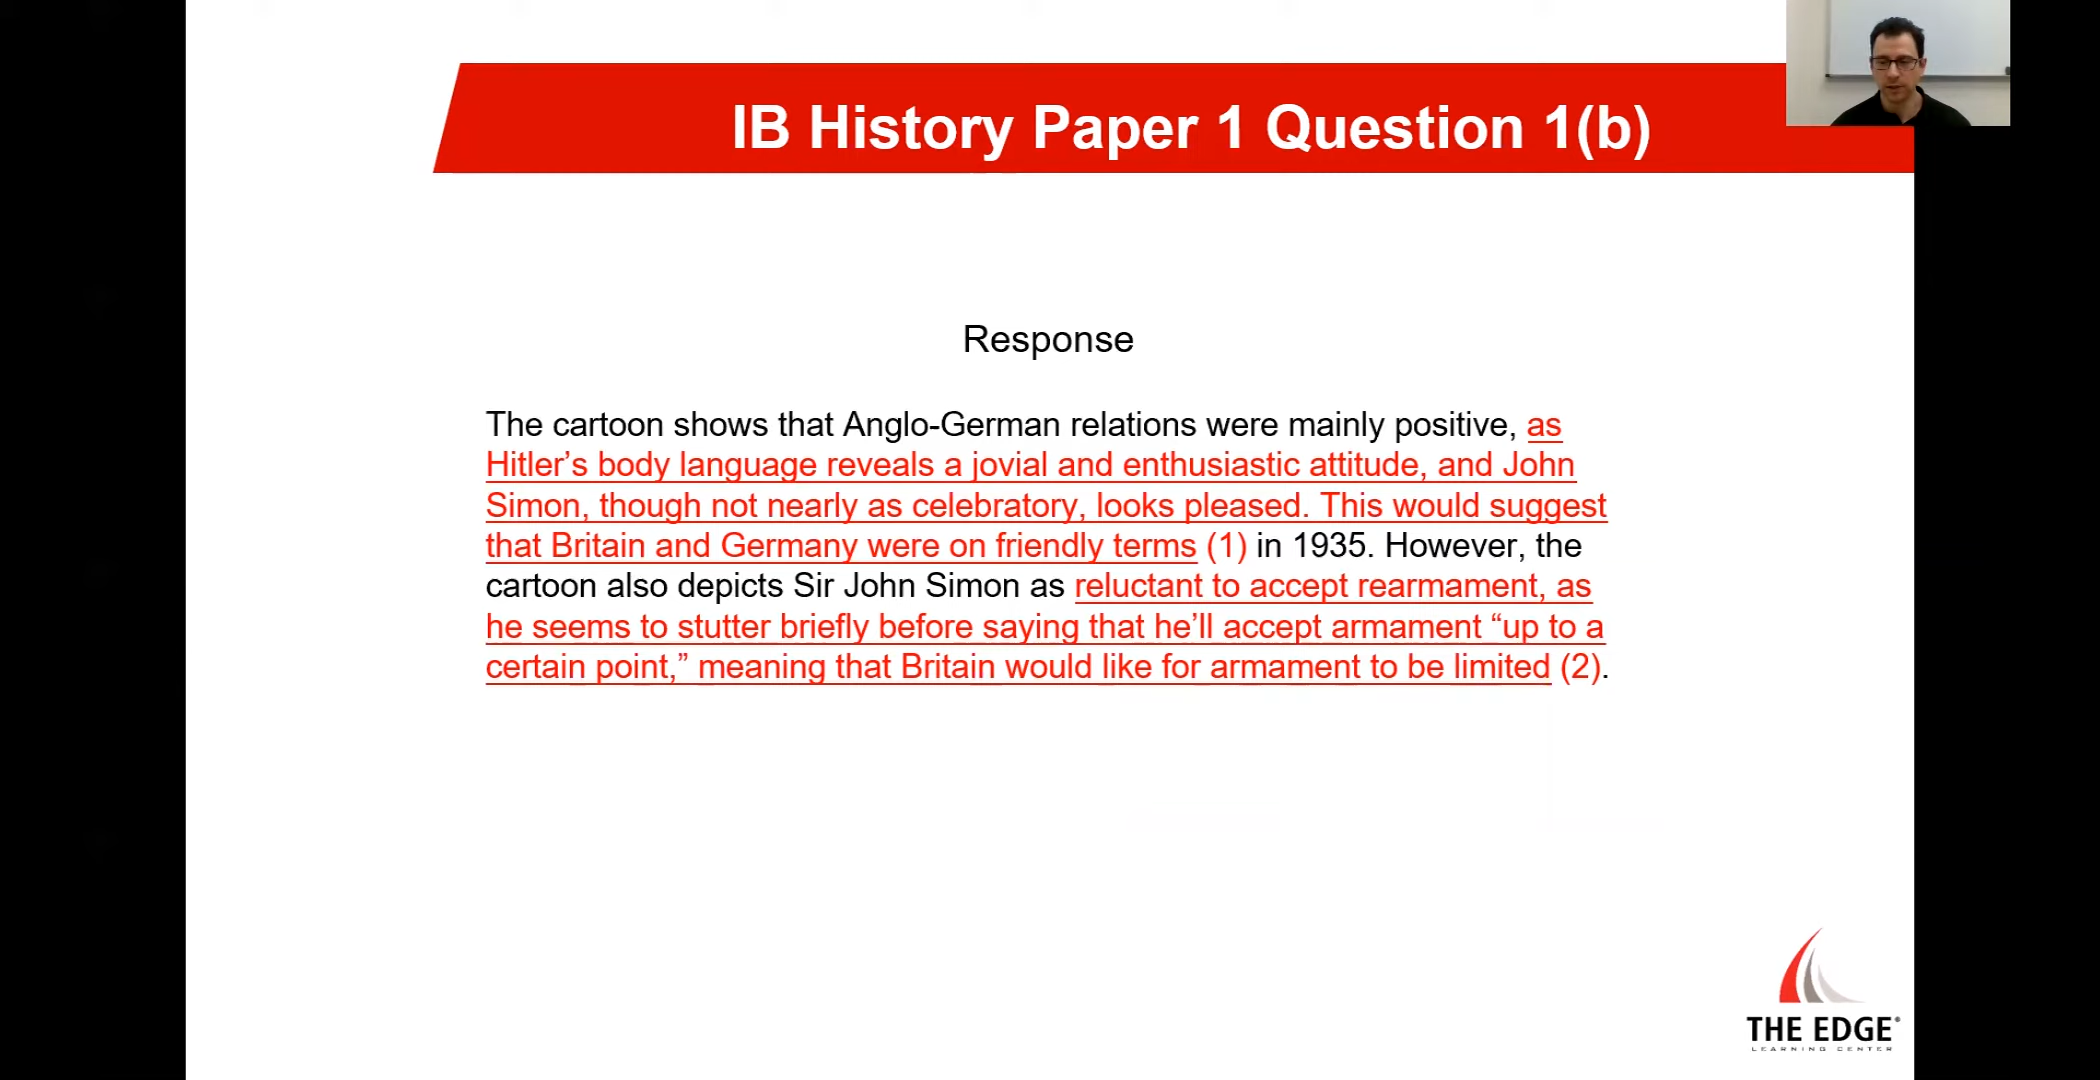 IB History Paper 1 Question 1(b)
Response
The cartoon shows that Anglo-German relations were mainly positive, as
Hitler’s body language reveals a jovial and enthusiastic attitude, and John
Simon, though not nearly as celebratory, looks pleased. This would suggest
that Britain and Germany were on friendly terms (1) in 1935. However, the
cartoon also depicts Sir John Simon as reluctant to accept rearmament, as
he seems to stutter briefly before saying that he’ll accept armament “up to a
certain point,” meaning that Britain would like for armament to be limited (2).
THE EDGE®
LEARNING CENTER